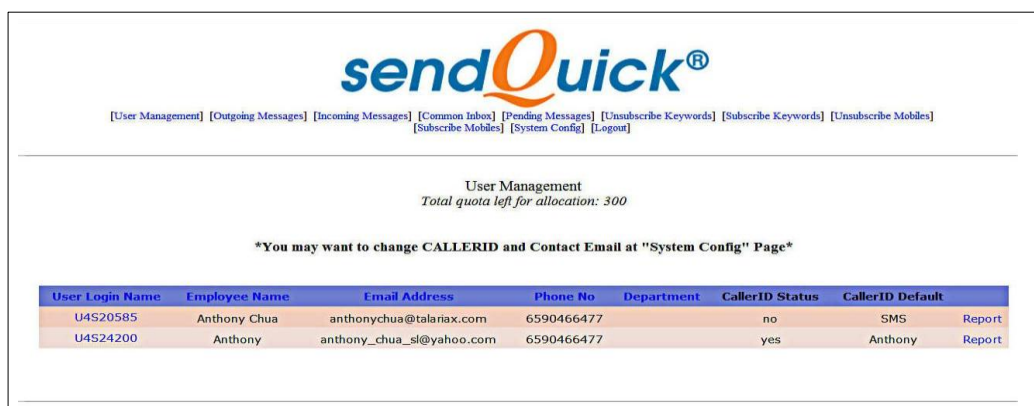 sendQuick®
[User Management] [Outgoing Messages] [Incoming Messages] [Common Inbox] [Pending Messages] [Unsubscribe Keywords] [Subscribe Keywords] [Unsubscribe Mobiles]
[Subscribe Mobiles] [System Config] [Logout]
User Management
Total quota left for allocation: 300
*You may want to change CALLERID and Contact Email at "System Config" Page*
User Login Name Employee Name Email Address Phone No Department CallerID Status CallerID Default
U4S20585 Anthony Chua anthonychua@talariax.com 6590466477 no SMS Report
U4S24200 Anthony anthony_chua_sl@yahoo.com 6590466477 yes Anthony Report